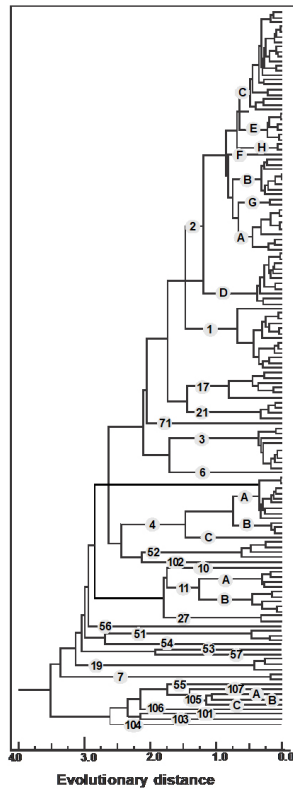 C
E
H
F
B
G
2
A
D
1
17
21
71
3
6
A
4
B
C
52
102
10
11
A
B
27
56
51
54
53
57
19
7
55
107
A
105
B
C
106
101
103
104
4.0 3.0 2.0 1.0 0.0
Evolutionary distance